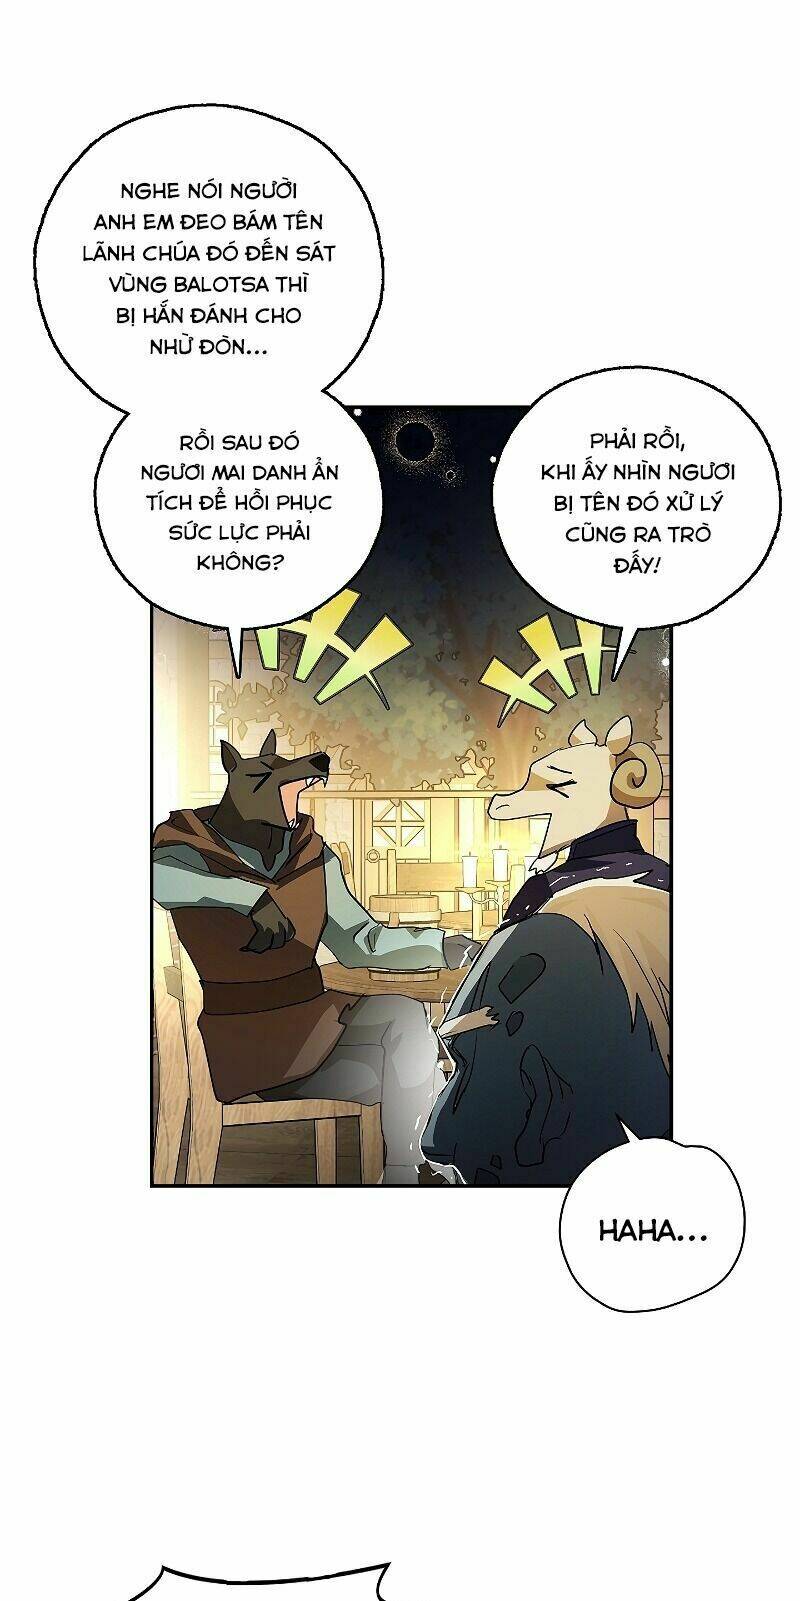 NGHE NÓI NGƯỜI
ANH EM ĐEO BÁM TÊN
LÃNH CHÚA ĐÓ ĐẾN SÁT
VÙNG BALOTSA THÌ
BỊ HẮN ĐÁNH CHO
NHỪ ĐÒN...
RỒI SAU ĐÓ
NGƯƠI MAI DANH ẨN
TÍCH ĐỂ HỒI PHỤC
SỨC LỰC PHẢI
KHÔNG?
PHẢI RỒI,
KHI ẤY NHÌN NGƯƠI
BỊ TÊN ĐÓ XỬ LÝ
CŨNG RA TRÒ
ĐẤY!
HAHA...